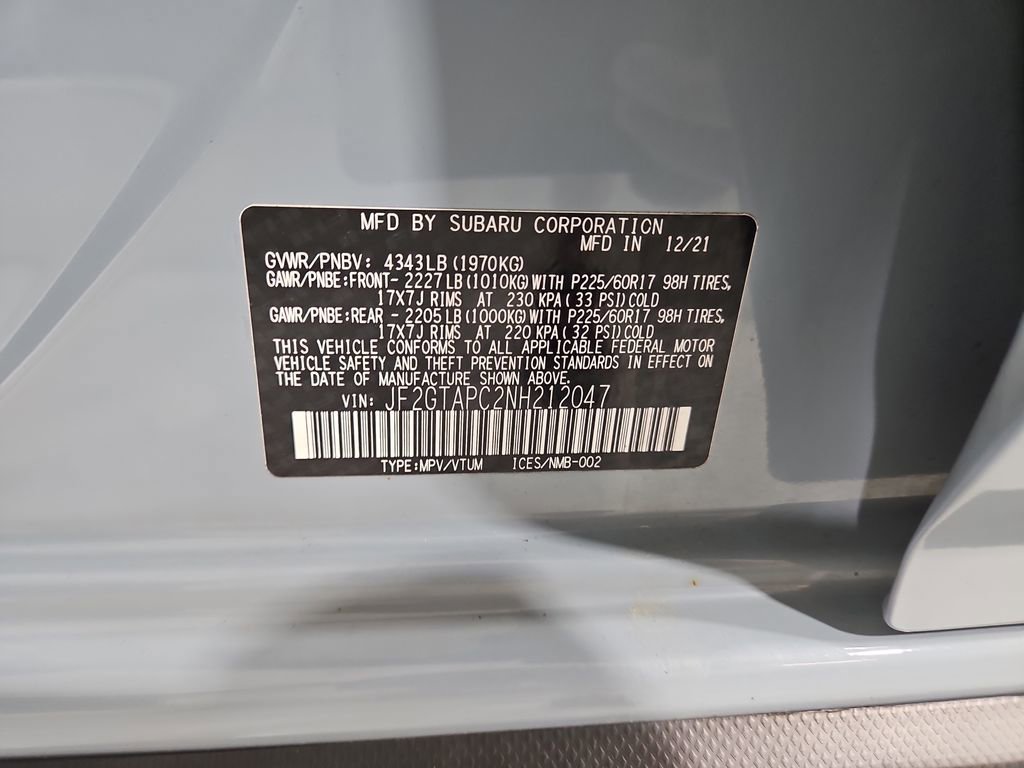 MFD BY SUBARU CORPORATION
MFD IN 12/21
GVWR/PNBV: 4343LB (1970KG)
GAWR/PNBE:FRONT- 2227LB (1010KG) WITH P225/60R17 98H TIRES,
17X7J RIMS AT 230 KPA (33 PSI) COLD
GAWR/PNBE:REAR - 2205LB (1000KG) WITH P225/60R17 98H TIRES,
17X7J RIMS AT 220 KPA (32 PSI) COLD
THIS VEHICLE CONFORMS TO ALL APPLICABLE FEDERAL MOTOR
VEHICLE SAFETY AND THEFT PREVENTION STANDARDS IN EFFECT ON
THE DATE OF MANUFACTURE SHOWN ABOVE.
VIN: JF2GTAPC2NH212047
TYPE:MPV/VTUM ICES/NMB-002